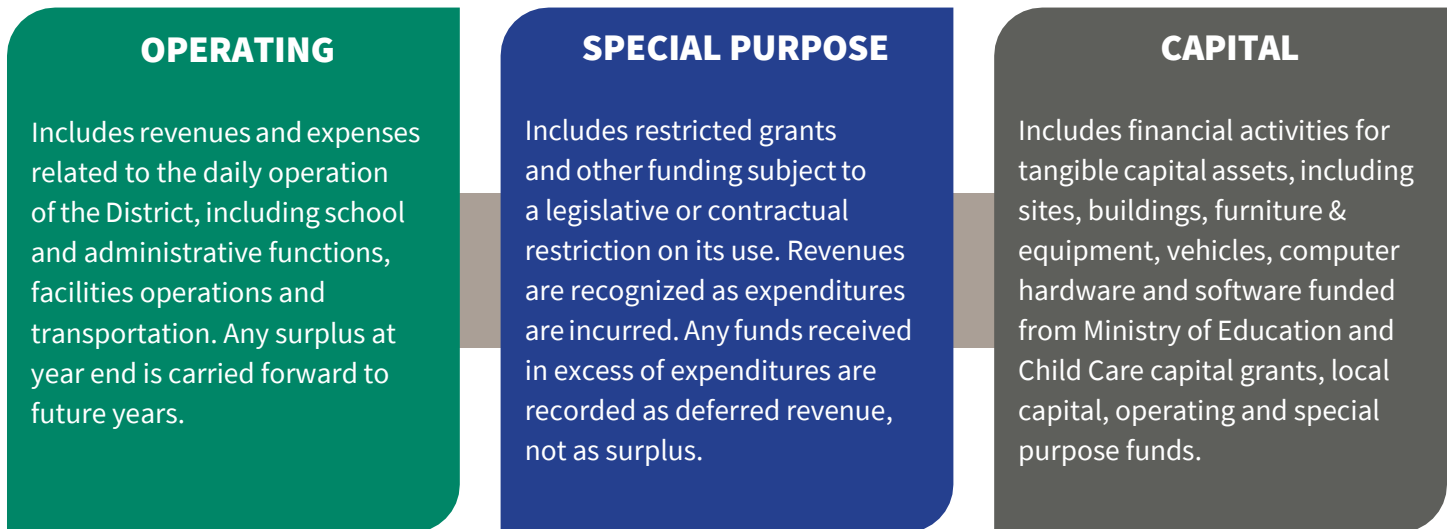 OPERATING
Includes revenues and expenses
related to the daily operation
of the District, including school
and administrative functions,
facilities operations and
transportation. Any surplus at
year end is carried forward to
future years.
SPECIAL PURPOSE
Includes restricted grants
and other funding subject to
a legislative or contractual
restriction on its use. Revenues
are recognized as expenditures
are incurred. Any funds received
in excess of expenditures are
recorded as deferred revenue,
not as surplus.
CAPITAL
Includes financial activities for
tangible capital assets, including
sites, buildings, furniture &
equipment, vehicles, computer
hardware and software funded
from Ministry of Education and
Child Care capital grants, local
capital, operating and special
purpose funds.